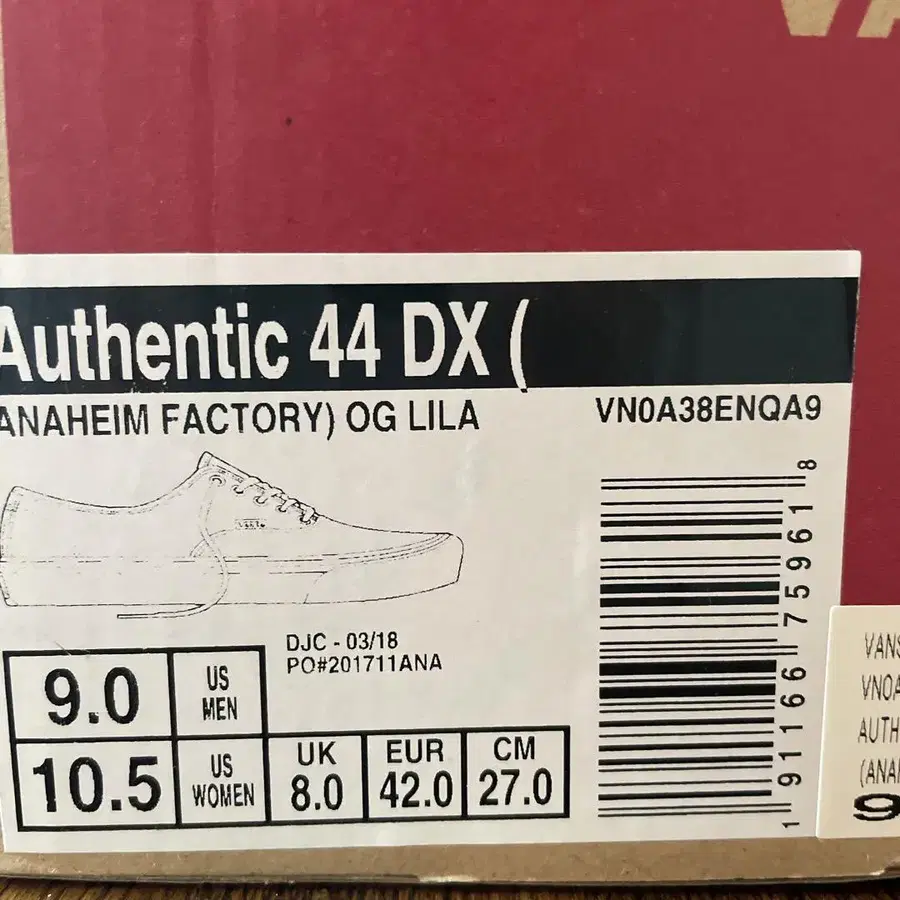 VA
Authentic 44 DX (
ANAHEIM FACTORY) OG LILA
VN0A38ENQA9
DJC - 03/18
PO#201711ANA
9.0 US MEN
10.5 US WOMEN
UK 8.0
EUR 42.0
CM 27.0
1 91166 75961 8
VANS
VN0A
AUTH
(ANA
9